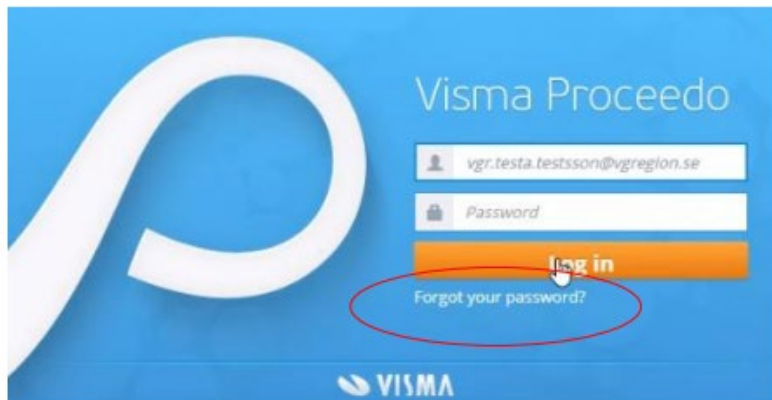 Visma Proceedo
vgr.testa.testsson@vgregion.se
Password
Log in
Forgot your password?
VISMA